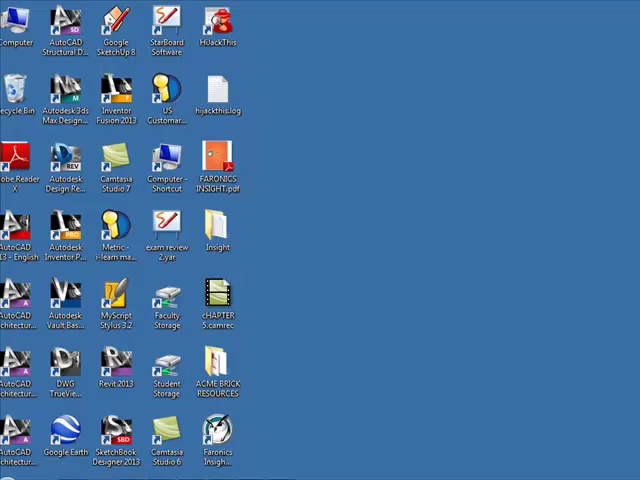 Computer
AutoCAD
Structural D...
Google
SketchUp 8
StarBoard
Software
HiJackThis
ecycle Bin
Autodesk 3ds
Max Design...
Inventor
Fusion 2013
US
Customar...
hijackthis.log
dobe Reader
X
Autodesk
Design Re...
Camtasia
Studio 7
Computer -
Shortcut
FARONICS
INSIGHT.pdf
AutoCAD
13 - English
Autodesk
Inventor P...
Metric -
i-learn ma...
exam review
2.yar
Insight
AutoCAD
rchitectur...
Autodesk
Vault Bas...
MyScript
Stylus 3.2
Faculty
Storage
cHAPTER
5.camrec
AutoCAD
rchitectur...
DWG
TrueVie...
Revit 2013
Student
Storage
ACME BRICK
RESOURCES
AutoCAD
rchitectur...
Google Earth
SketchBook
Designer 2013
Camtasia
Studio 6
Faronics
Insigh...